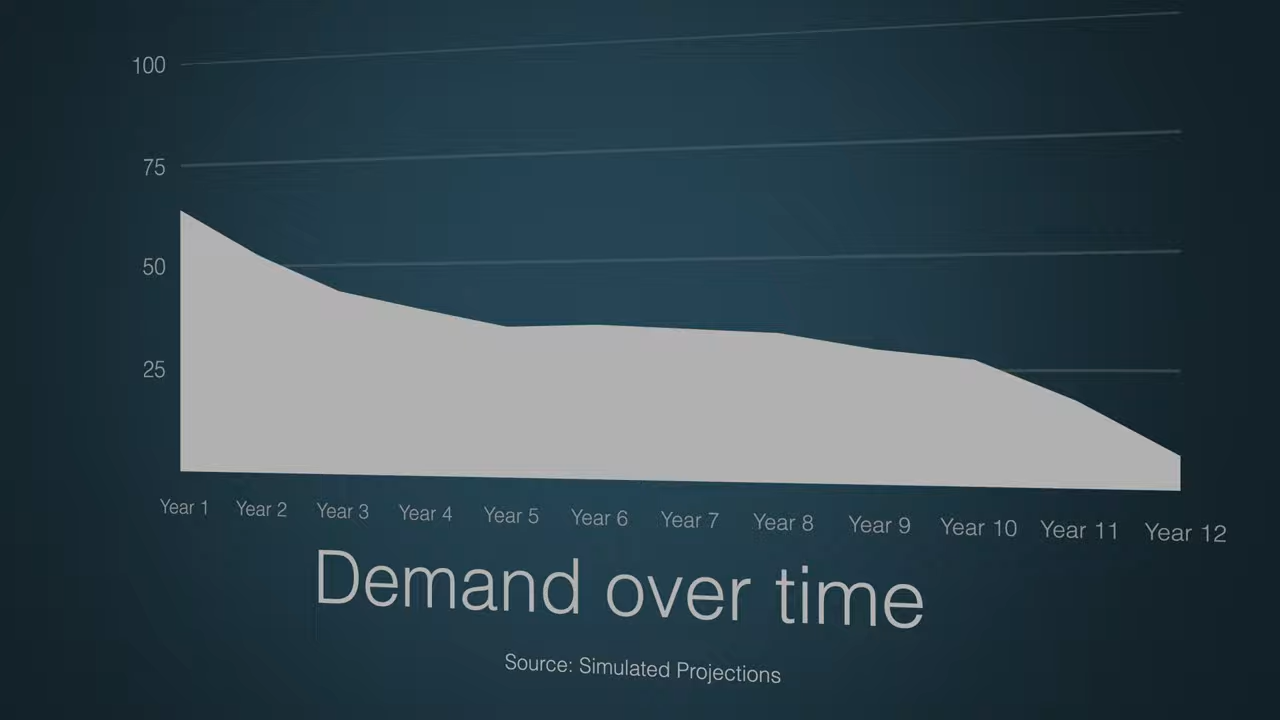 100
75
50
25
Year 1 Year 2 Year 3 Year 4 Year 5 Year 6 Year 7 Year 8 Year 9 Year 10 Year 11 Year 12
Demand over time
Source: Simulated Projections